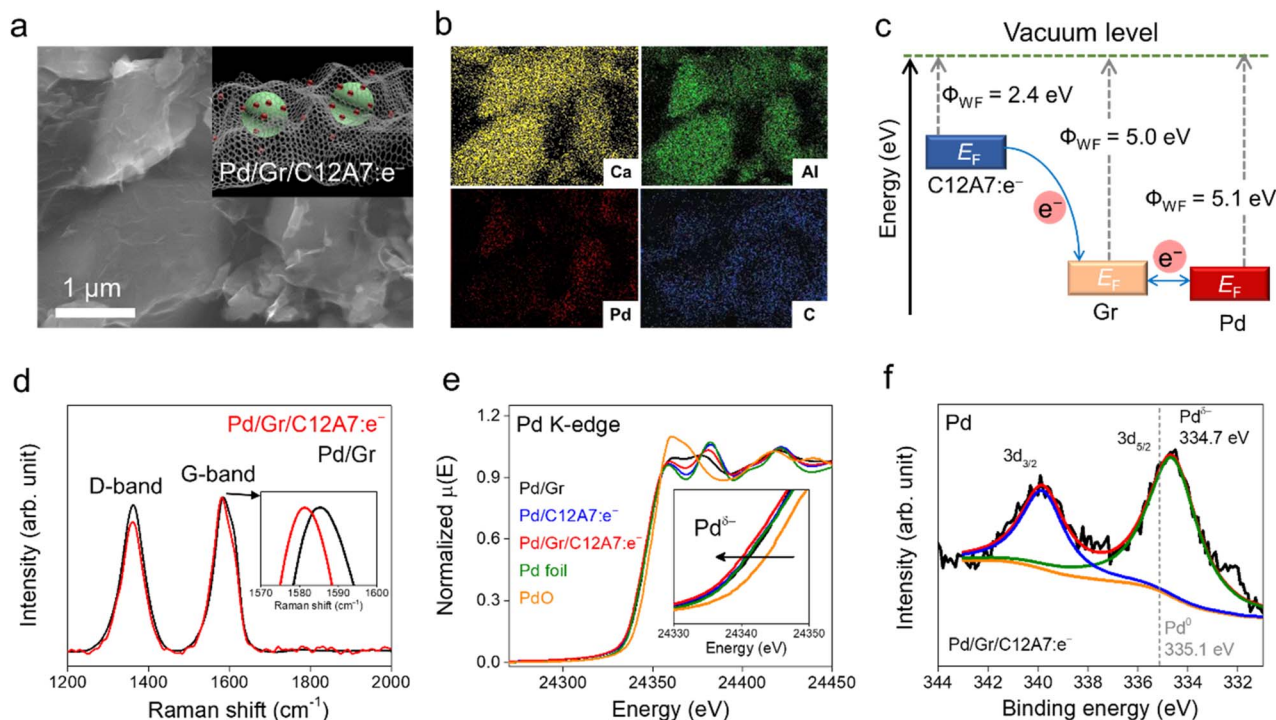 a
Pd/Gr/C12A7:e⁻
1 μm
b
Ca
Al
Pd
C
c
Vacuum level
Energy (eV)
Φ_WF = 2.4 eV
Φ_WF = 5.0 eV
Φ_WF = 5.1 eV
E_F
C12A7:e⁻
e⁻
e⁻
E_F
Gr
E_F
Pd
d
Pd/Gr/C12A7:e⁻
Pd/Gr
D-band
G-band
Intensity (arb. unit)
1570 1580 1590 1600
Raman shift (cm⁻¹)
1200 1400 1600 1800 2000
Raman shift (cm⁻¹)
e
Pd K-edge
Normalized μ(E)
1.2
0.9
0.6
0.3
0.0
Pd/Gr
Pd/C12A7:e⁻
Pd/Gr/C12A7:e⁻
Pd foil
PdO
Pd^δ−
24330 24340 24350
Energy (eV)
24300 24350 24400 24450
Energy (eV)
f
Pd
3d_3/2
3d_5/2
Pd^δ−
334.7 eV
Pd⁰
335.1 eV
Pd/Gr/C12A7:e⁻
Intensity (arb. unit)
344 342 340 338 336 334 332
Binding energy (eV)